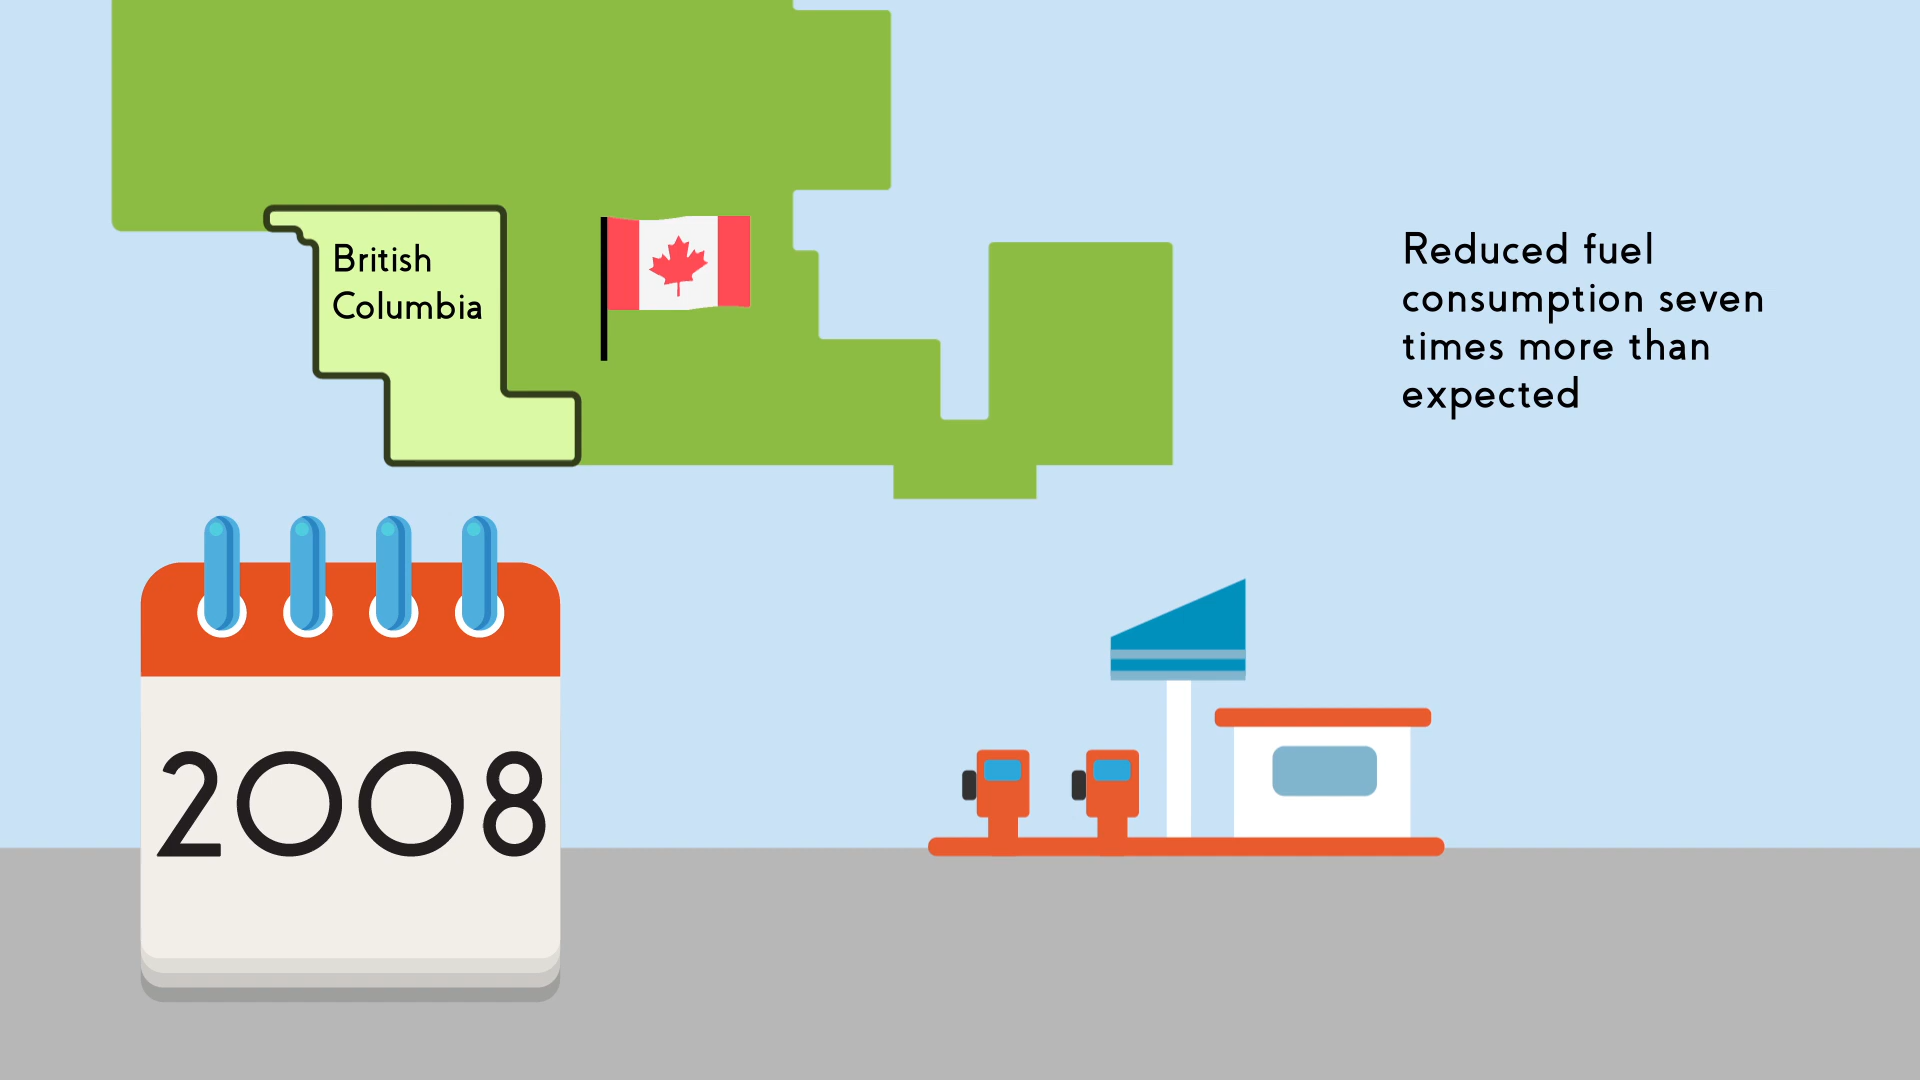 British
Columbia
Reduced fuel
consumption seven
times more than
expected
2008